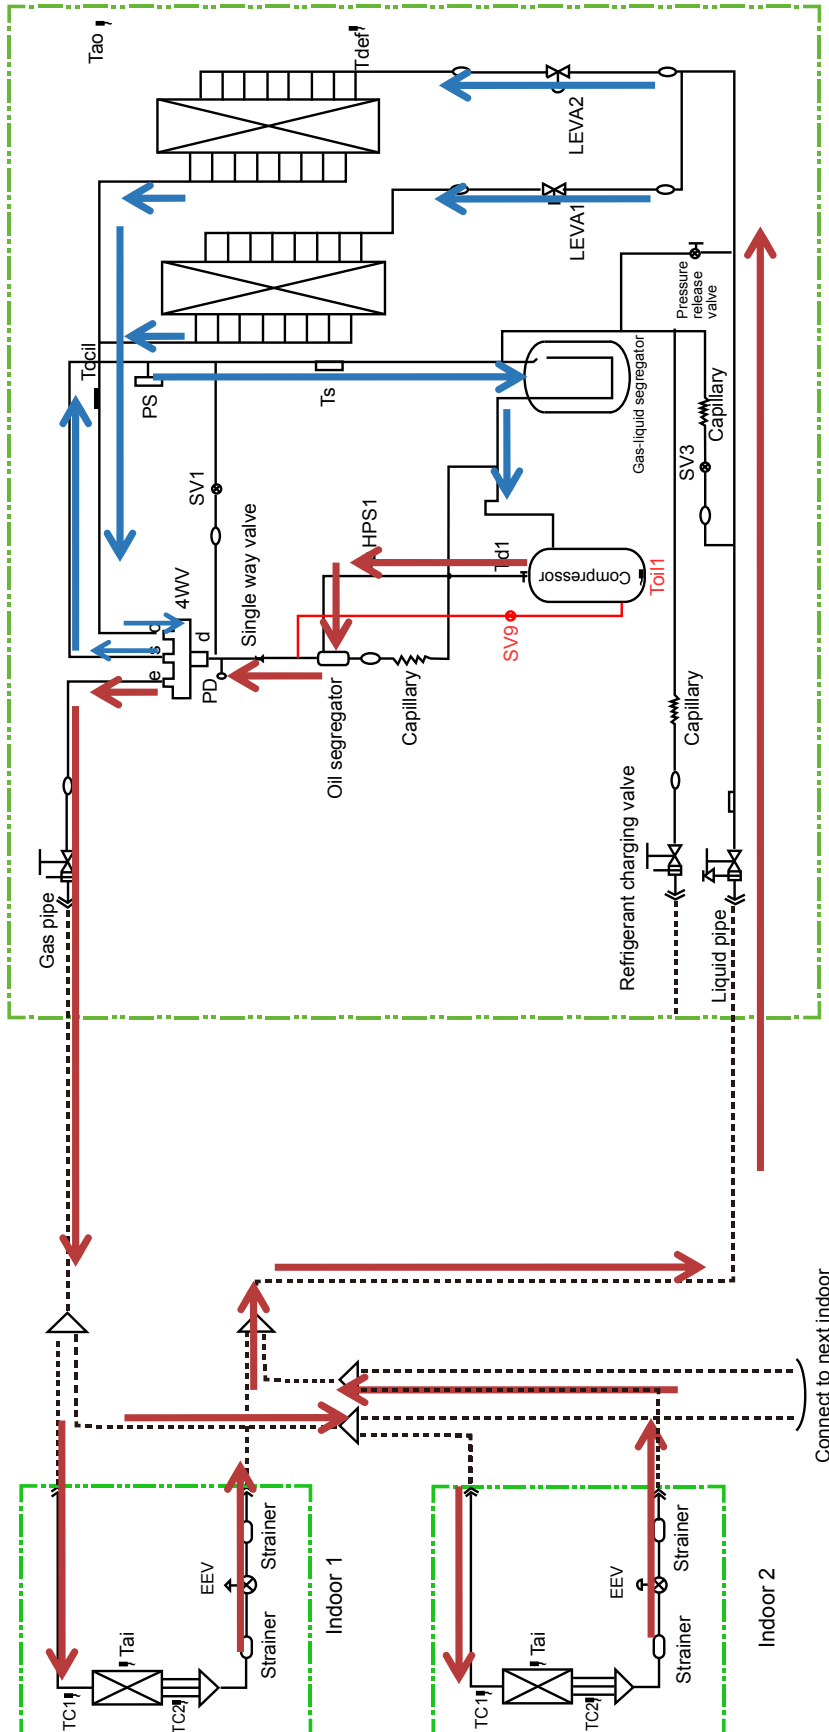 Tao
Tdef
LEVA2
LEVA1
Pressure
release
valve
Tocil
PS
Ts
Gas-liquid segregator
Capillary
SV3
SV1
HPS1
Td1
Compressor
Toil1
4WV
Single way valve
c
s
e
d
SV9
PD
Oil segregator
Capillary
Capillary
Gas pipe
Refrigerant charging valve
Liquid pipe
Connect to next indoor
EEV
Strainer
Strainer
Indoor 1
Tai
TC1
TC2
EEV
Strainer
Strainer
Indoor 2
Tai
TC1
TC2